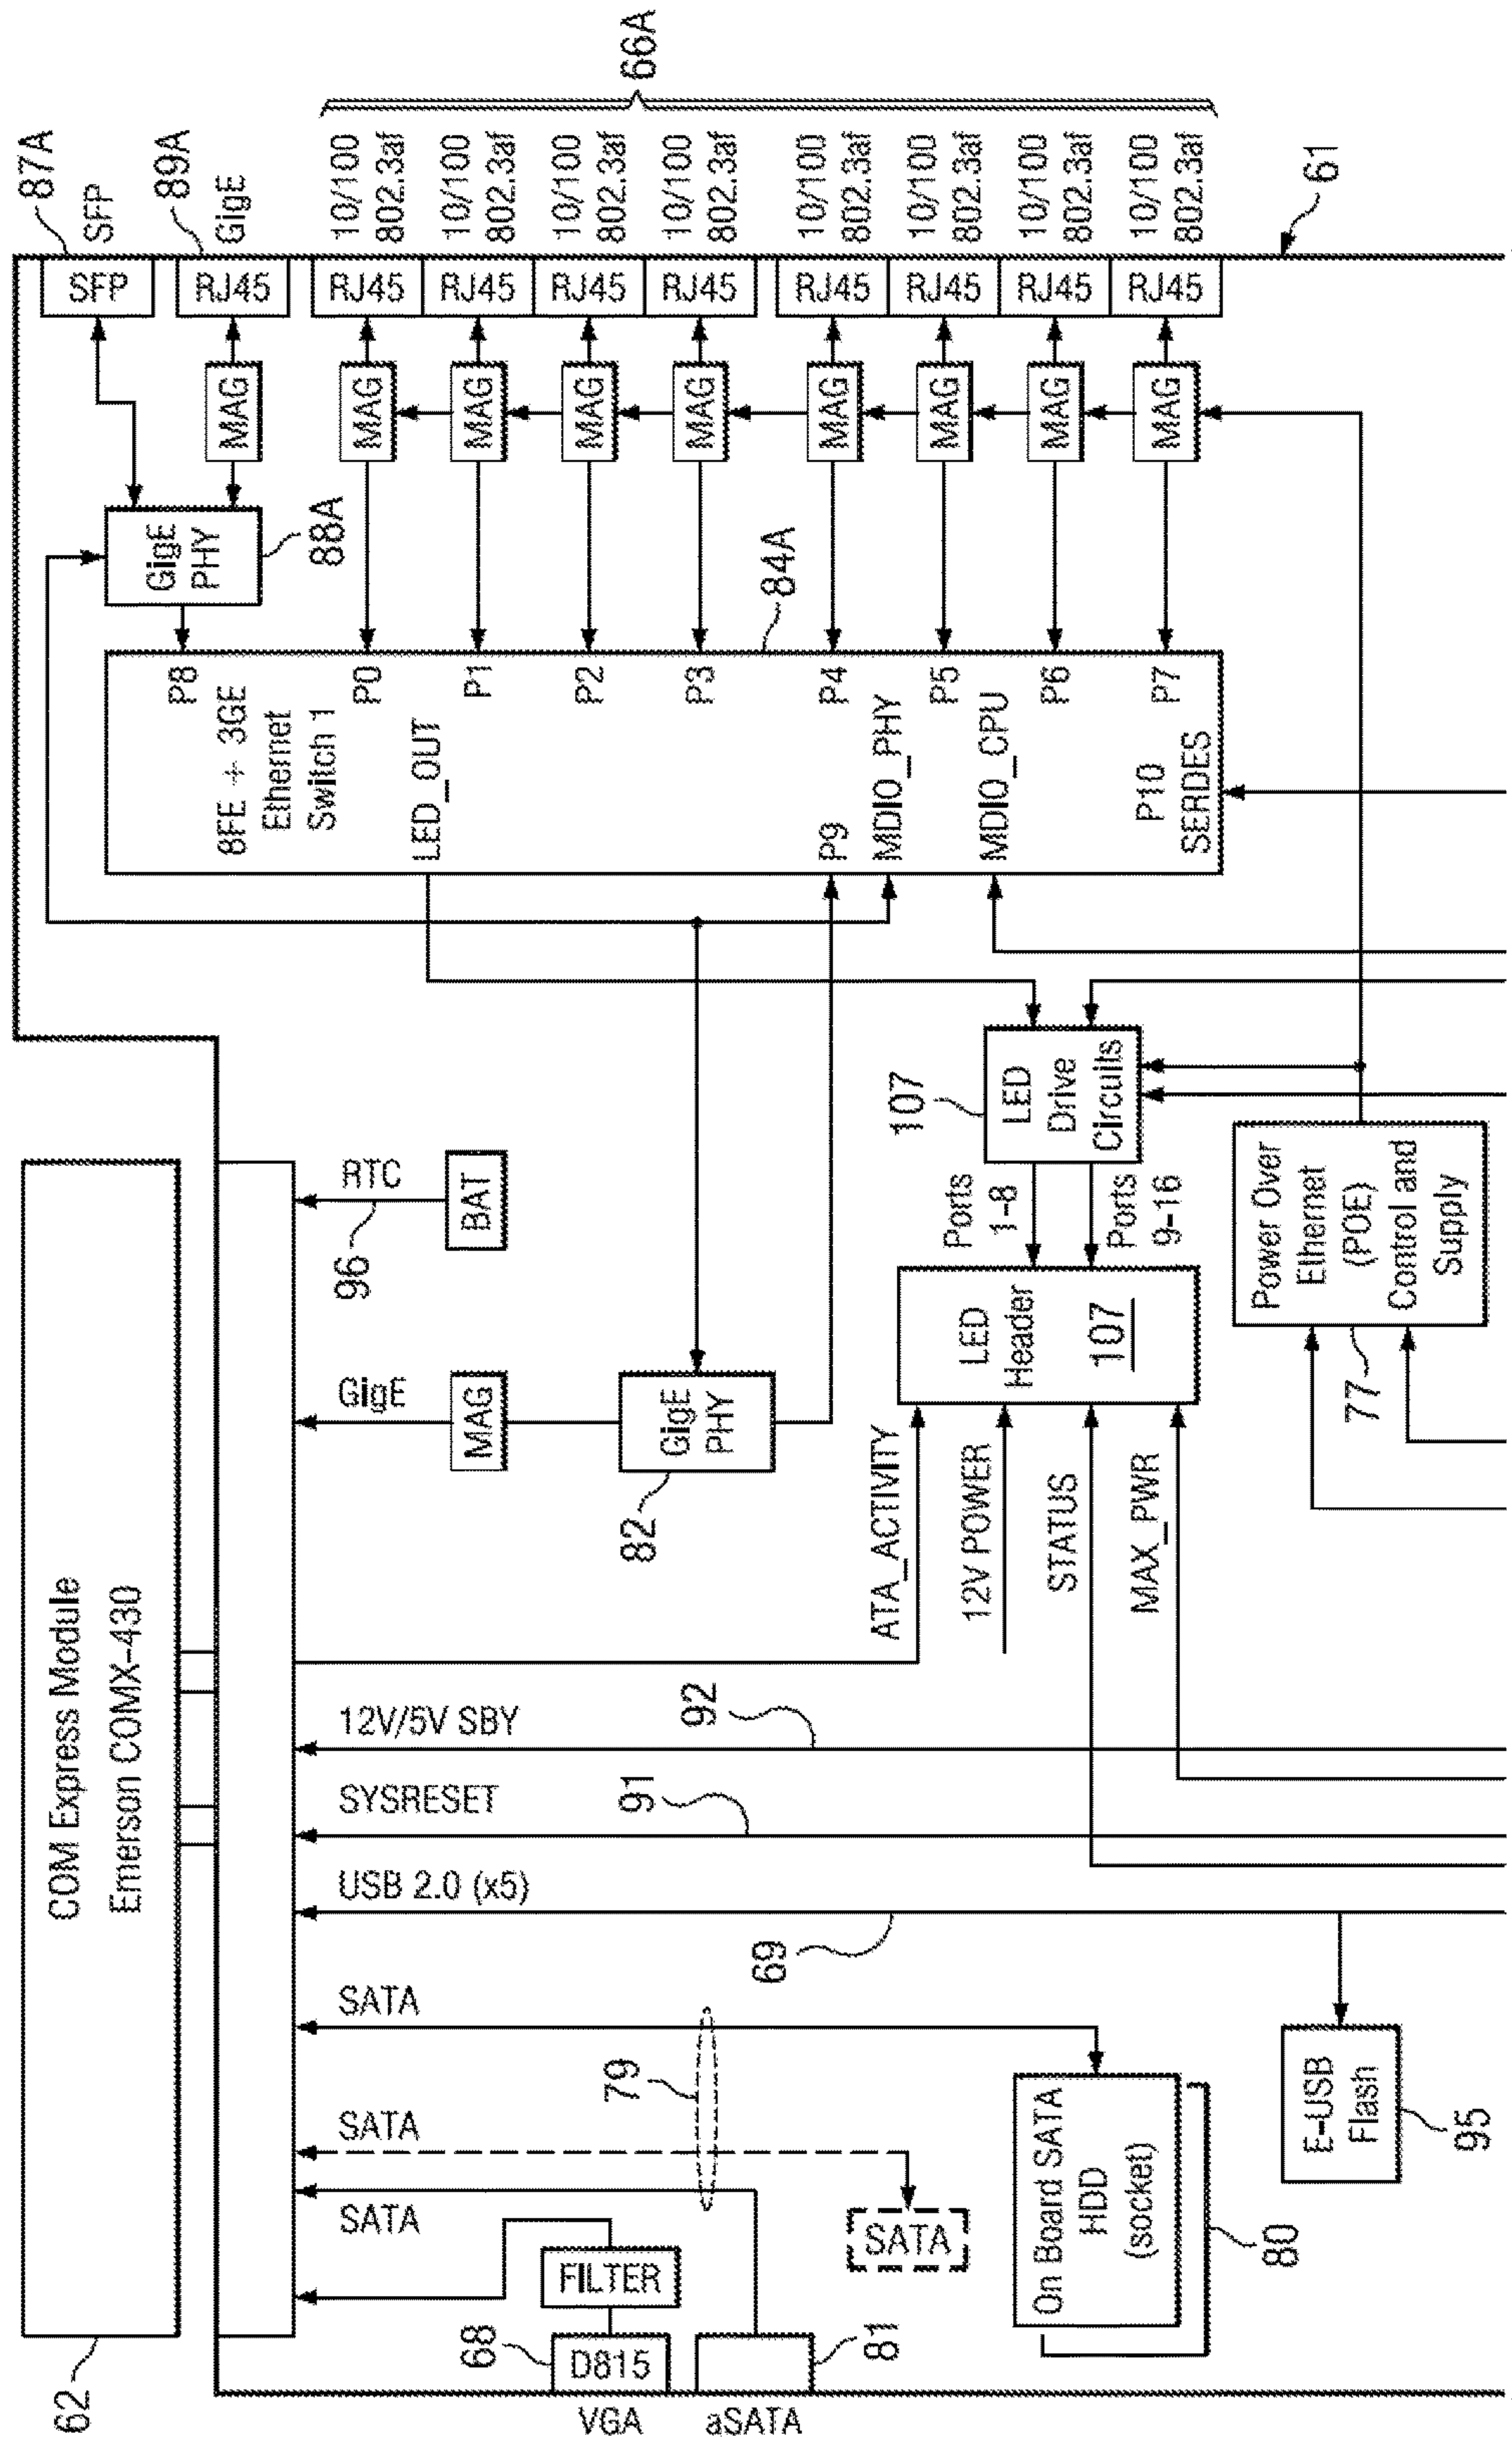 62
COM Express Module
Emerson COMX-430
VGA
D815
68
FILTER
aSATA
81
SATA
SATA
SATA
79
SATA
On Board SATA
HDD
(socket)
80
USB 2.0 (x5)
69
E-USB
Flash
95
SYSRESET
91
12V/5V SBY
92
GigE
MAG
GigE
PHY
82
RTC
96
BAT
ATA_ACTIVITY
12V POWER
STATUS
MAX_PWR
LED
Header
107
Ports
1-8
Ports
9-16
107
LED
Drive
Circuits
Power Over
Ethernet
(POE)
Control and
Supply
77
8FE + 3GE
Ethernet
Switch 1
LED_OUT
P9
MDIO_PHY
MDIO_CPU
P10
SERDES
P8
P0
P1
P2
P3
P4
P5
P6
P7
84A
GigE
PHY
88A
MAG
MAG
MAG
MAG
MAG
MAG
MAG
MAG
MAG
SFP
RJ45
RJ45
RJ45
RJ45
RJ45
RJ45
RJ45
RJ45
RJ45
87A
SFP
89A
GigE
10/100
802.3af
10/100
802.3af
10/100
802.3af
10/100
802.3af
10/100
802.3af
10/100
802.3af
10/100
802.3af
10/100
802.3af
66A
61